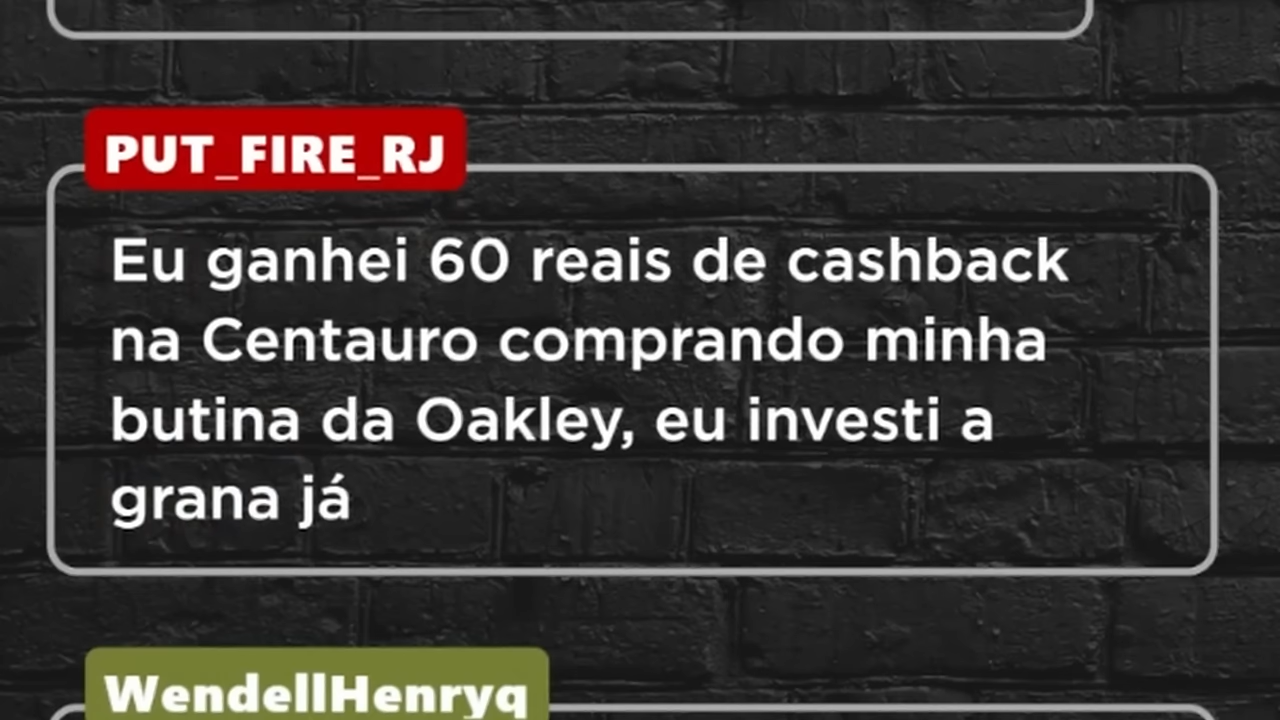 PUT_FIRE_RJ
Eu ganhei 60 reais de cashback
na Centauro comprando minha
butina da Oakley, eu investi a
grana já
WendellHenryq